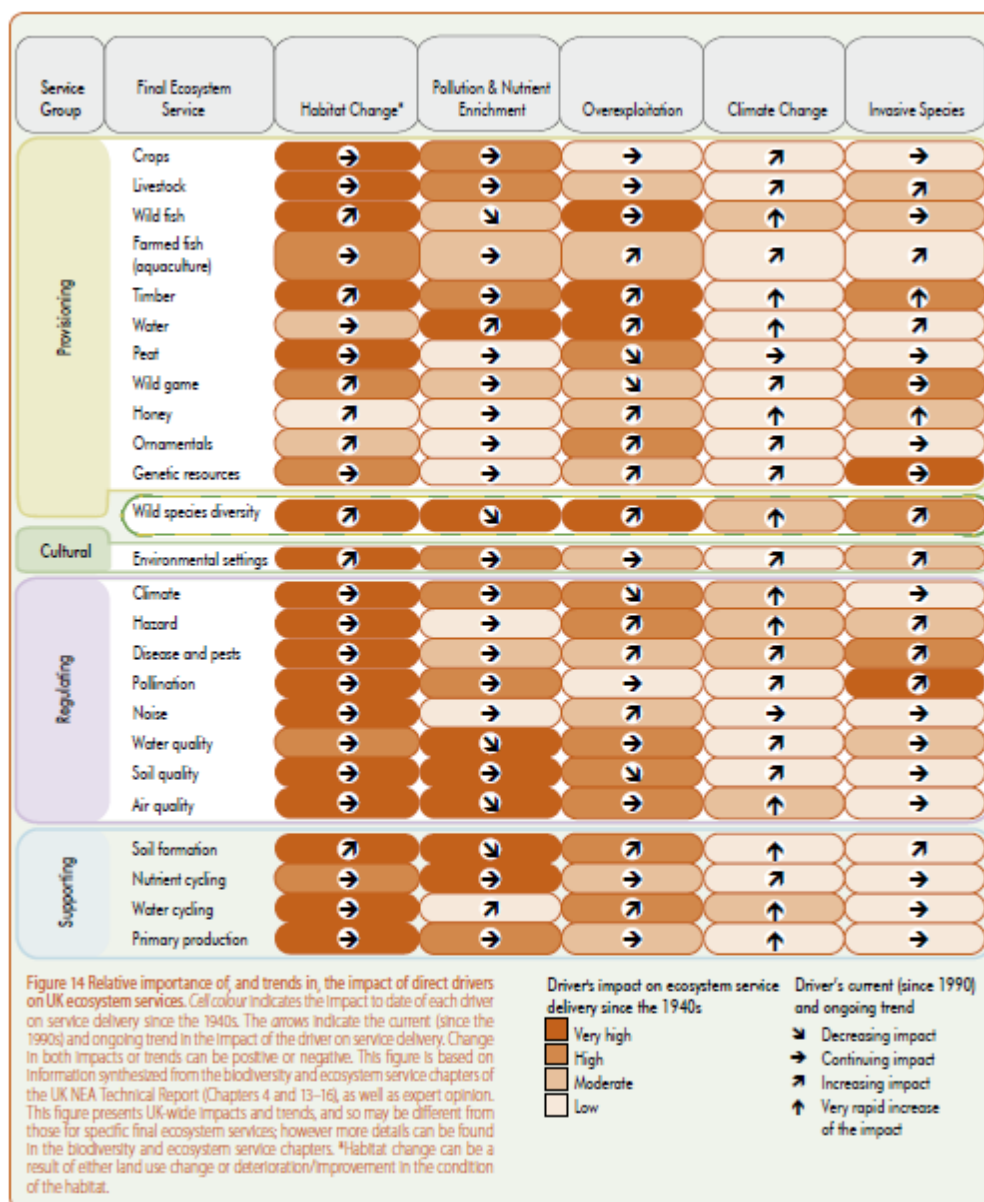 Service
Group
Final Ecosystem
Service
Habitat Change*
Pollution & Nutrient
Enrichment
Overexploitation
Climate Change
Invasive Species
Provisioning
Crops
Livestock
Wild fish
Farmed fish
(aquaculture)
Timber
Water
Peat
Wild game
Honey
Ornamentals
Genetic resources
Wild species diversity
Cultural
Environmental settings
Regulating
Climate
Hazard
Disease and pests
Pollination
Noise
Water quality
Soil quality
Air quality
Supporting
Soil formation
Nutrient cycling
Water cycling
Primary production
Figure 14 Relative importance of, and trends in, the impact of direct drivers
on UK ecosystem services. Cell colour indicates the impact to date of each driver
on service delivery since the 1940s. The arrows indicate the current (since the
1990s) and ongoing trend in the impact of the driver on service delivery. Change
in both impacts or trends can be positive or negative. This figure is based on
information synthesized from the biodiversity and ecosystem service chapters of
the UK NEA Technical Report (Chapters 4 and 13–16), as well as expert opinion.
This figure presents UK-wide impacts and trends, and so may be different from
those for specific final ecosystem services; however more details can be found
in the biodiversity and ecosystem service chapters. *Habitat change can be a
result of either land use change or deterioration/improvement in the condition
of the habitat.
Driver's impact on ecosystem service
delivery since the 1940s
Very high
High
Moderate
Low
Driver's current (since 1990)
and ongoing trend
Decreasing impact
Continuing impact
Increasing impact
Very rapid increase
of the impact